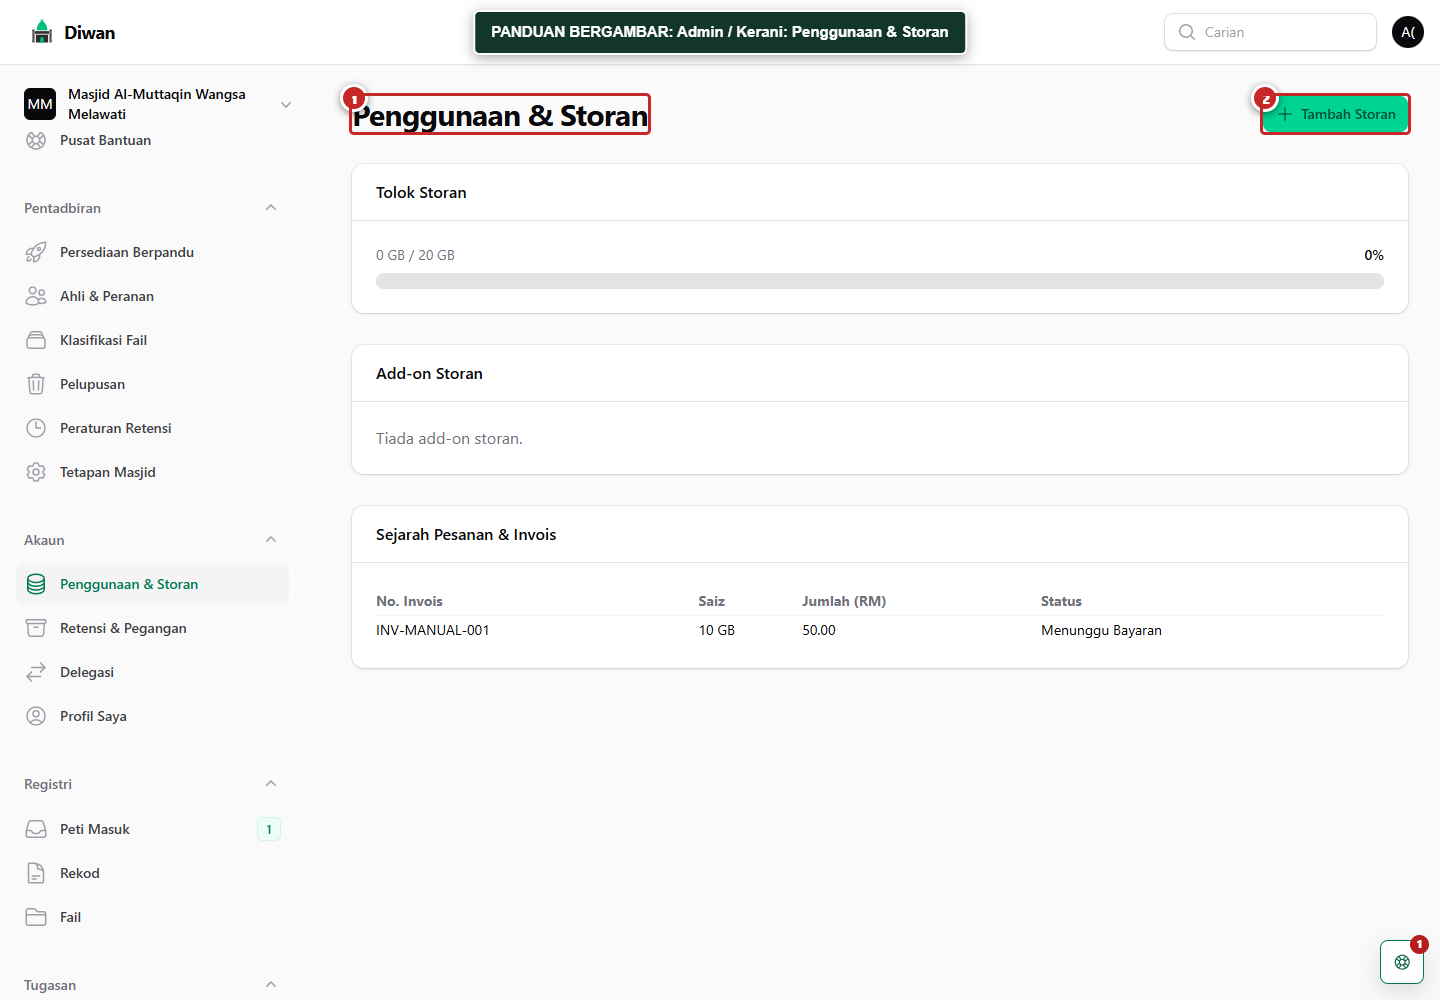 Diwan
PANDUAN BERGAMBAR: Admin / Kerani: Penggunaan & Storan
Carian
A(
MM
Masjid Al-Muttaqin Wangsa
Melawati
Pusat Bantuan
Pentadbiran
Persediaan Berpandu
Ahli & Peranan
Klasifikasi Fail
Pelupusan
Peraturan Retensi
Tetapan Masjid
Akaun
Penggunaan & Storan
Retensi & Pegangan
Delegasi
Profil Saya
Registri
Peti Masuk
1
Rekod
Fail
Tugasan
1
Penggunaan & Storan
2
Tambah Storan
Tolok Storan
0 GB / 20 GB
0%
Add-on Storan
Tiada add-on storan.
Sejarah Pesanan & Invois
No. Invois Saiz Jumlah (RM) Status
INV-MANUAL-001 10 GB 50.00 Menunggu Bayaran
1